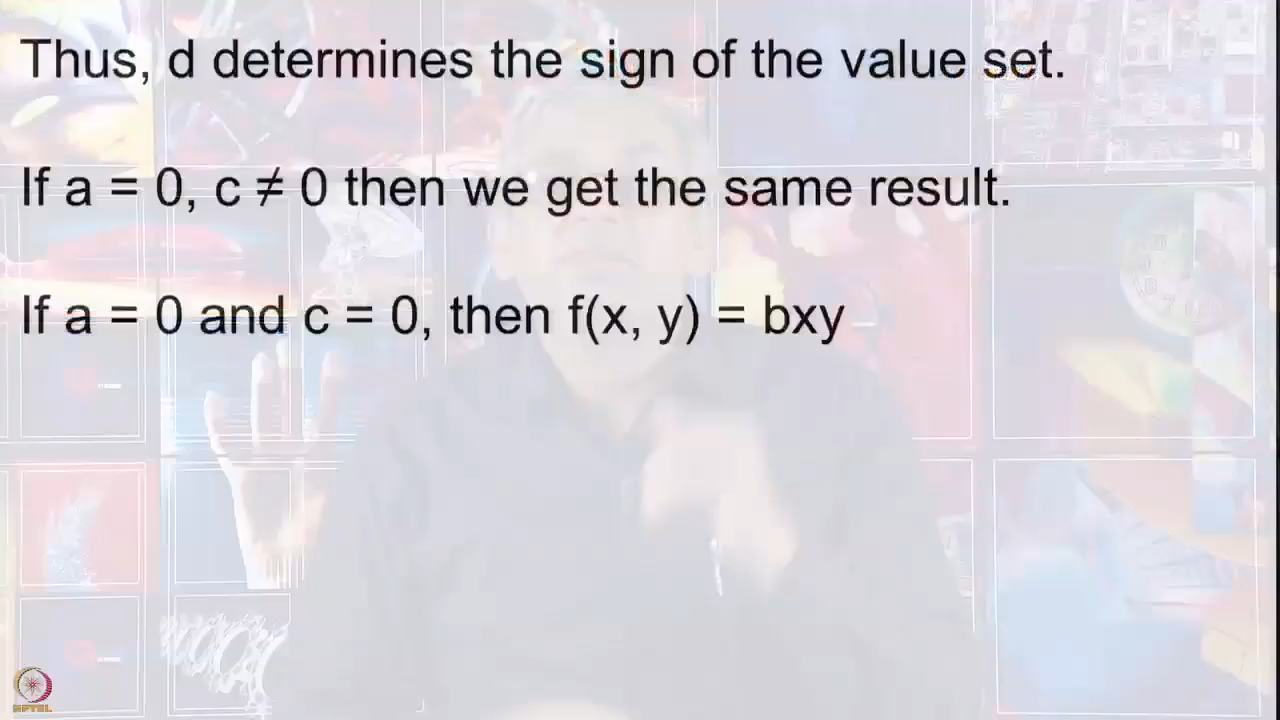 Thus, d determines the sign of the value set.
If a = 0, c ≠ 0 then we get the same result.
If a = 0 and c = 0, then f(x, y) = bxy
NPTEL